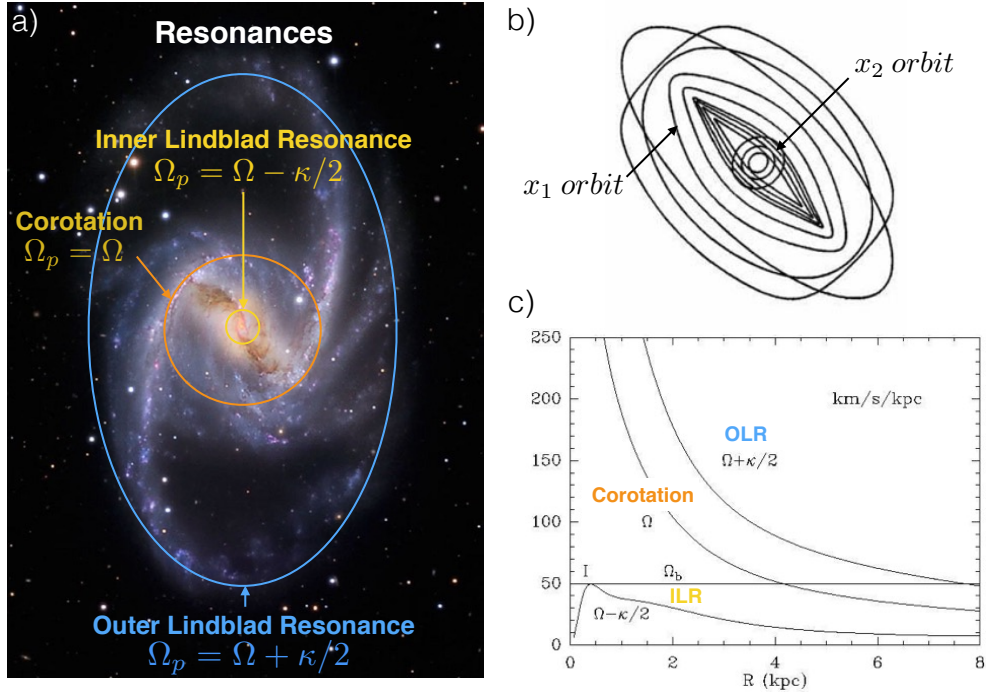 a)
Resonances
Inner Lindblad Resonance
Ωₚ = Ω − κ/2
Corotation
Ωₚ = Ω
Outer Lindblad Resonance
Ωₚ = Ω + κ/2
b)
x₂ orbit
x₁ orbit
c)
250
200
150
100
50
0
km/s/kpc
OLR
Ω+κ/2
Corotation
Ω
I
Ω_b
ILR
Ω−κ/2
0
2
4
6
8
R (kpc)